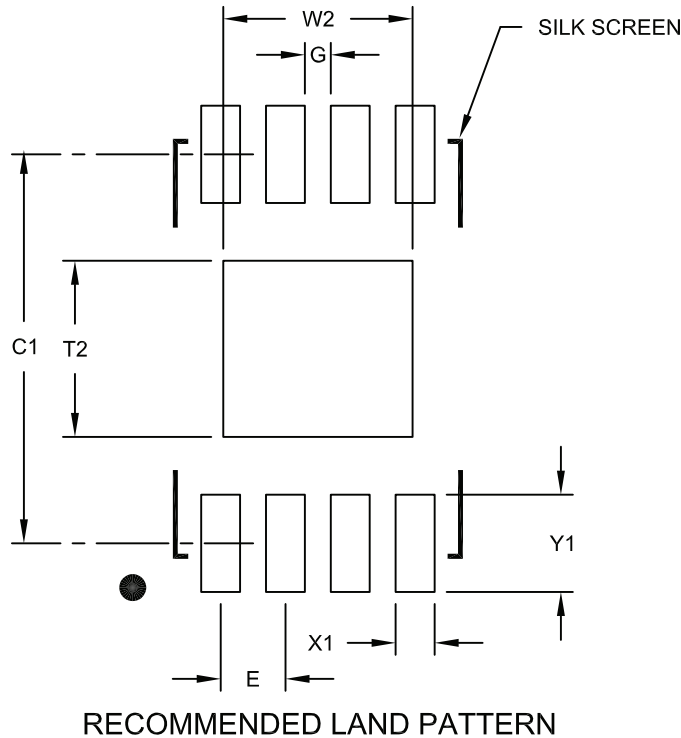 W2
SILK SCREEN
G
C1
T2
Y1
X1
E
RECOMMENDED LAND PATTERN